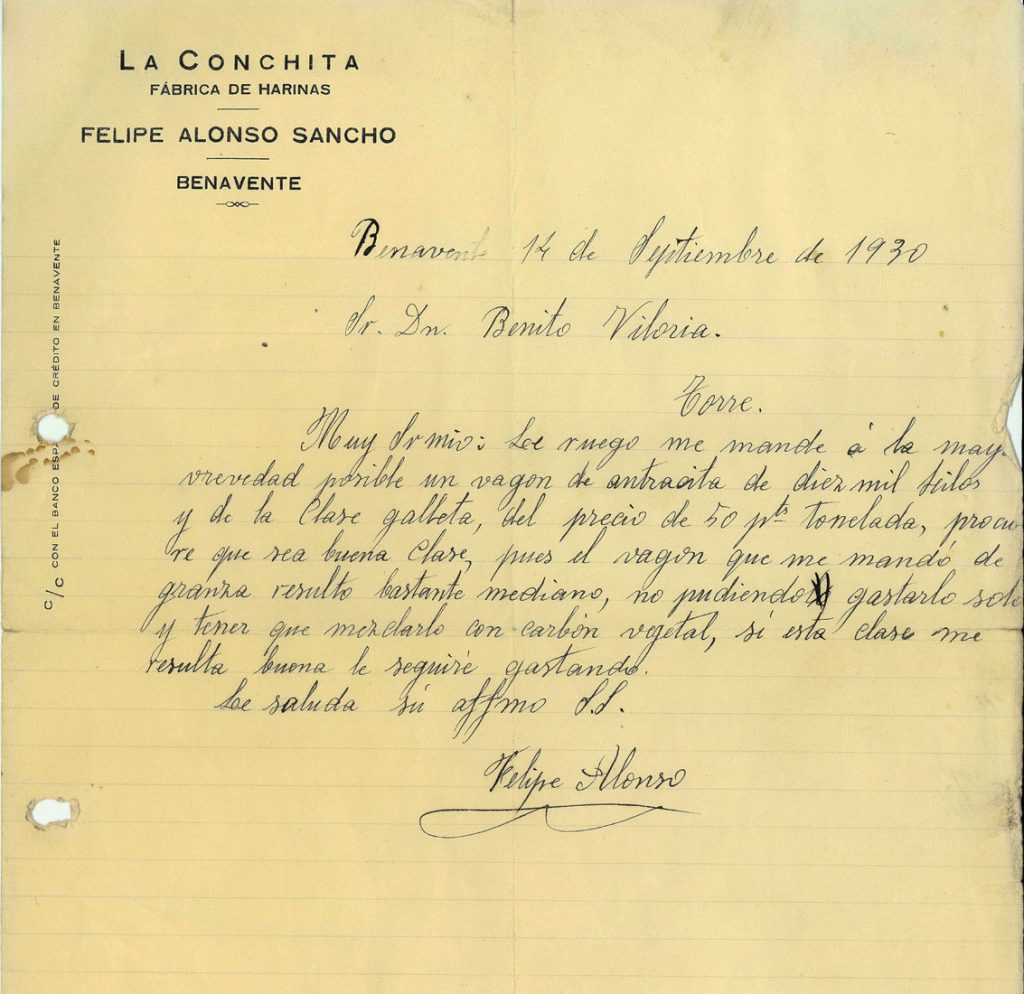 LA CONCHITA
FÁBRICA DE HARINAS
FELIPE ALONSO SANCHO
BENAVENTE
C/C CON EL BANCO ESPA DE CRÉDITO EN BENAVENTE
Benavente 14 de Septiembre de 1930
Sr. Dn. Benito Viloria.
Torre.
Muy Sr mio: Le ruego me mande á la may
vrevedad posible un vagon de antracita de diez mil kilos
y de la Clase galleta, del precio de 50 pts tonelada, procu-
re que sea buena Clase, pues el vagón que me mandó de
granza resulto bastante mediano, no pudiendo gastarlo solo
y tener que mezclarlo con carbón vegetal, sí esta clase me
resulta buena le seguiré gastando.
Le saluda sú affmo S.S.
Felipe Alonso